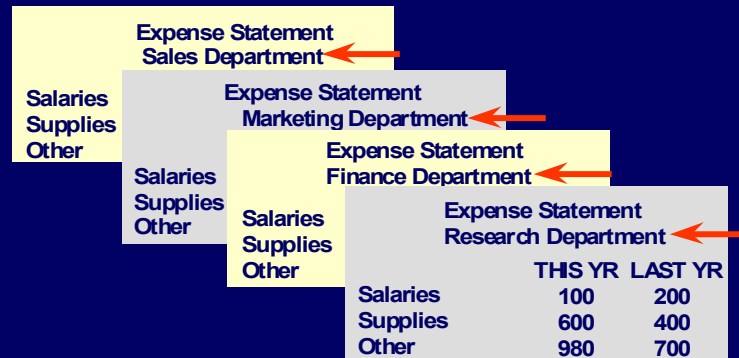 Expense Statement
Sales Department
Salaries
Supplies
Other
Expense Statement
Marketing Department
Salaries
Supplies
Other
Expense Statement
Finance Department
Salaries
Supplies
Other
Expense Statement
Research Department
THIS YR LAST YR
Salaries 100 200
Supplies 600 400
Other 980 700